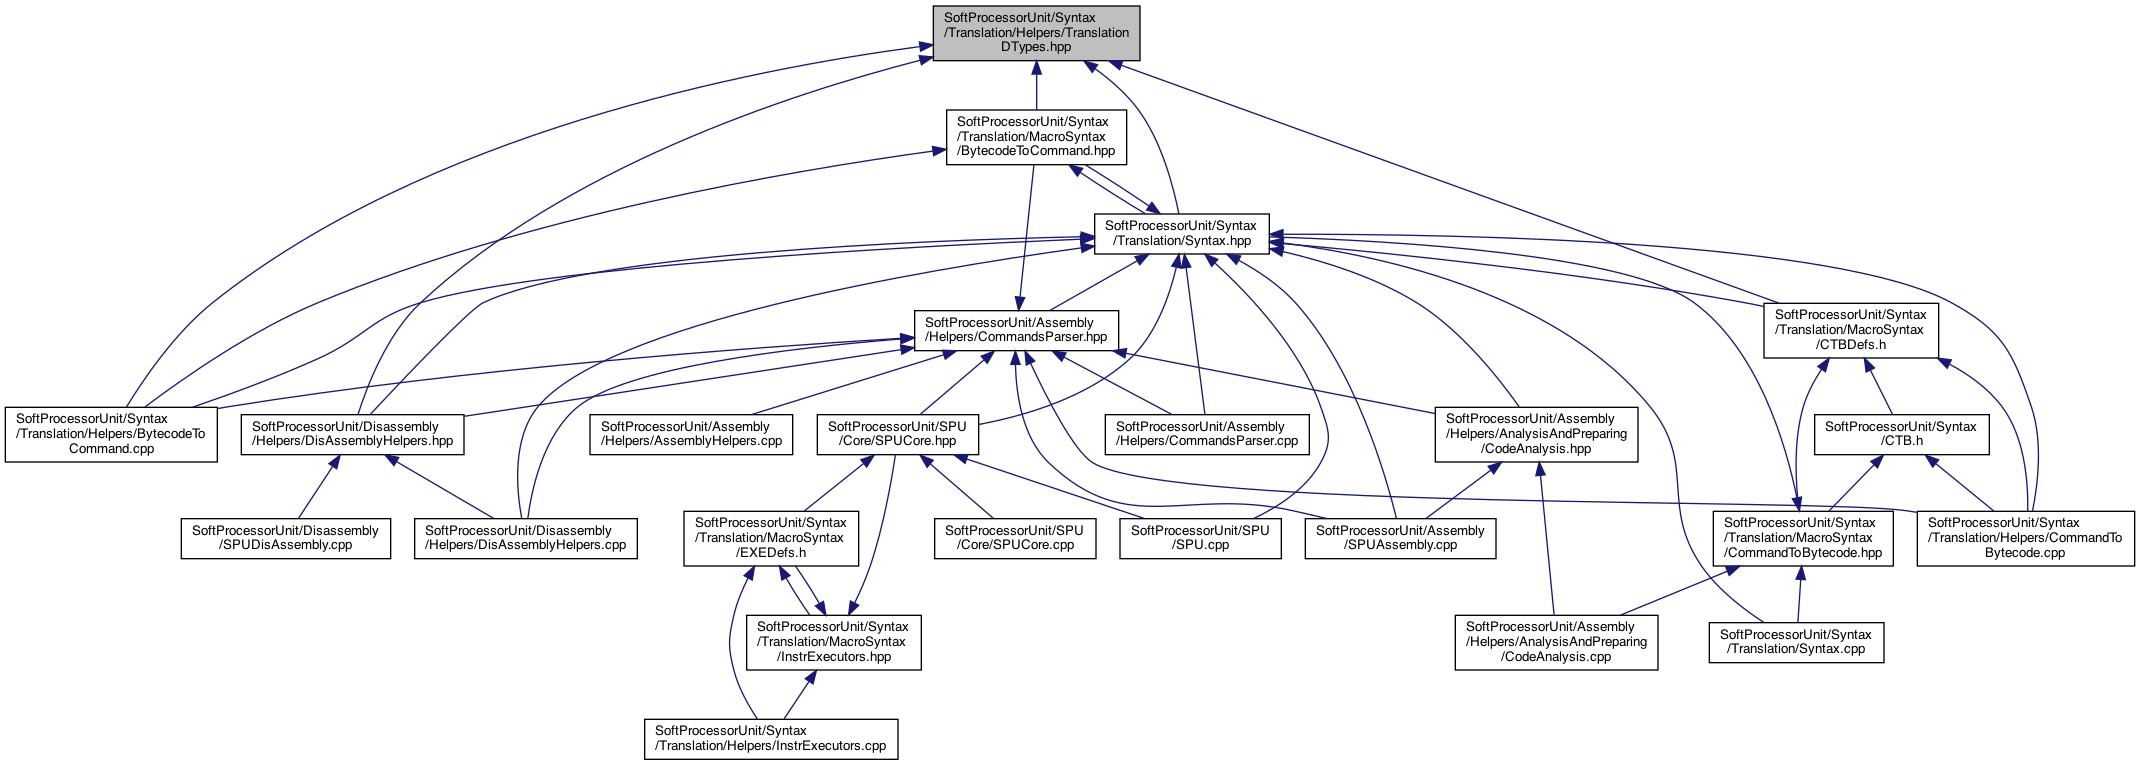 SoftProcessorUnit/Syntax
/Translation/Helpers/Translation
DTypes.hpp
SoftProcessorUnit/Syntax
/Translation/MacroSyntax
/BytecodeToCommand.hpp
SoftProcessorUnit/Syntax
/Translation/Syntax.hpp
SoftProcessorUnit/Assembly
/Helpers/CommandsParser.hpp
SoftProcessorUnit/Syntax
/Translation/MacroSyntax
/CTBDefs.h
SoftProcessorUnit/Syntax
/Translation/Helpers/BytecodeTo
Command.cpp
SoftProcessorUnit/Disassembly
/Helpers/DisAssemblyHelpers.hpp
SoftProcessorUnit/Assembly
/Helpers/AssemblyHelpers.cpp
SoftProcessorUnit/SPU
/Core/SPUCore.hpp
SoftProcessorUnit/Assembly
/Helpers/CommandsParser.cpp
SoftProcessorUnit/Assembly
/Helpers/AnalysisAndPreparing
/CodeAnalysis.hpp
SoftProcessorUnit/Syntax
/CTB.h
SoftProcessorUnit/Disassembly
/SPUDisAssembly.cpp
SoftProcessorUnit/Disassembly
/Helpers/DisAssemblyHelpers.cpp
SoftProcessorUnit/Syntax
/Translation/MacroSyntax
/EXEDefs.h
SoftProcessorUnit/SPU
/Core/SPUCore.cpp
SoftProcessorUnit/SPU
/SPU.cpp
SoftProcessorUnit/Assembly
/SPUAssembly.cpp
SoftProcessorUnit/Syntax
/Translation/MacroSyntax
/CommandToBytecode.hpp
SoftProcessorUnit/Syntax
/Translation/Helpers/CommandTo
Bytecode.cpp
SoftProcessorUnit/Syntax
/Translation/MacroSyntax
/InstrExecutors.hpp
SoftProcessorUnit/Assembly
/Helpers/AnalysisAndPreparing
/CodeAnalysis.cpp
SoftProcessorUnit/Syntax
/Translation/Syntax.cpp
SoftProcessorUnit/Syntax
/Translation/Helpers/InstrExecutors.cpp